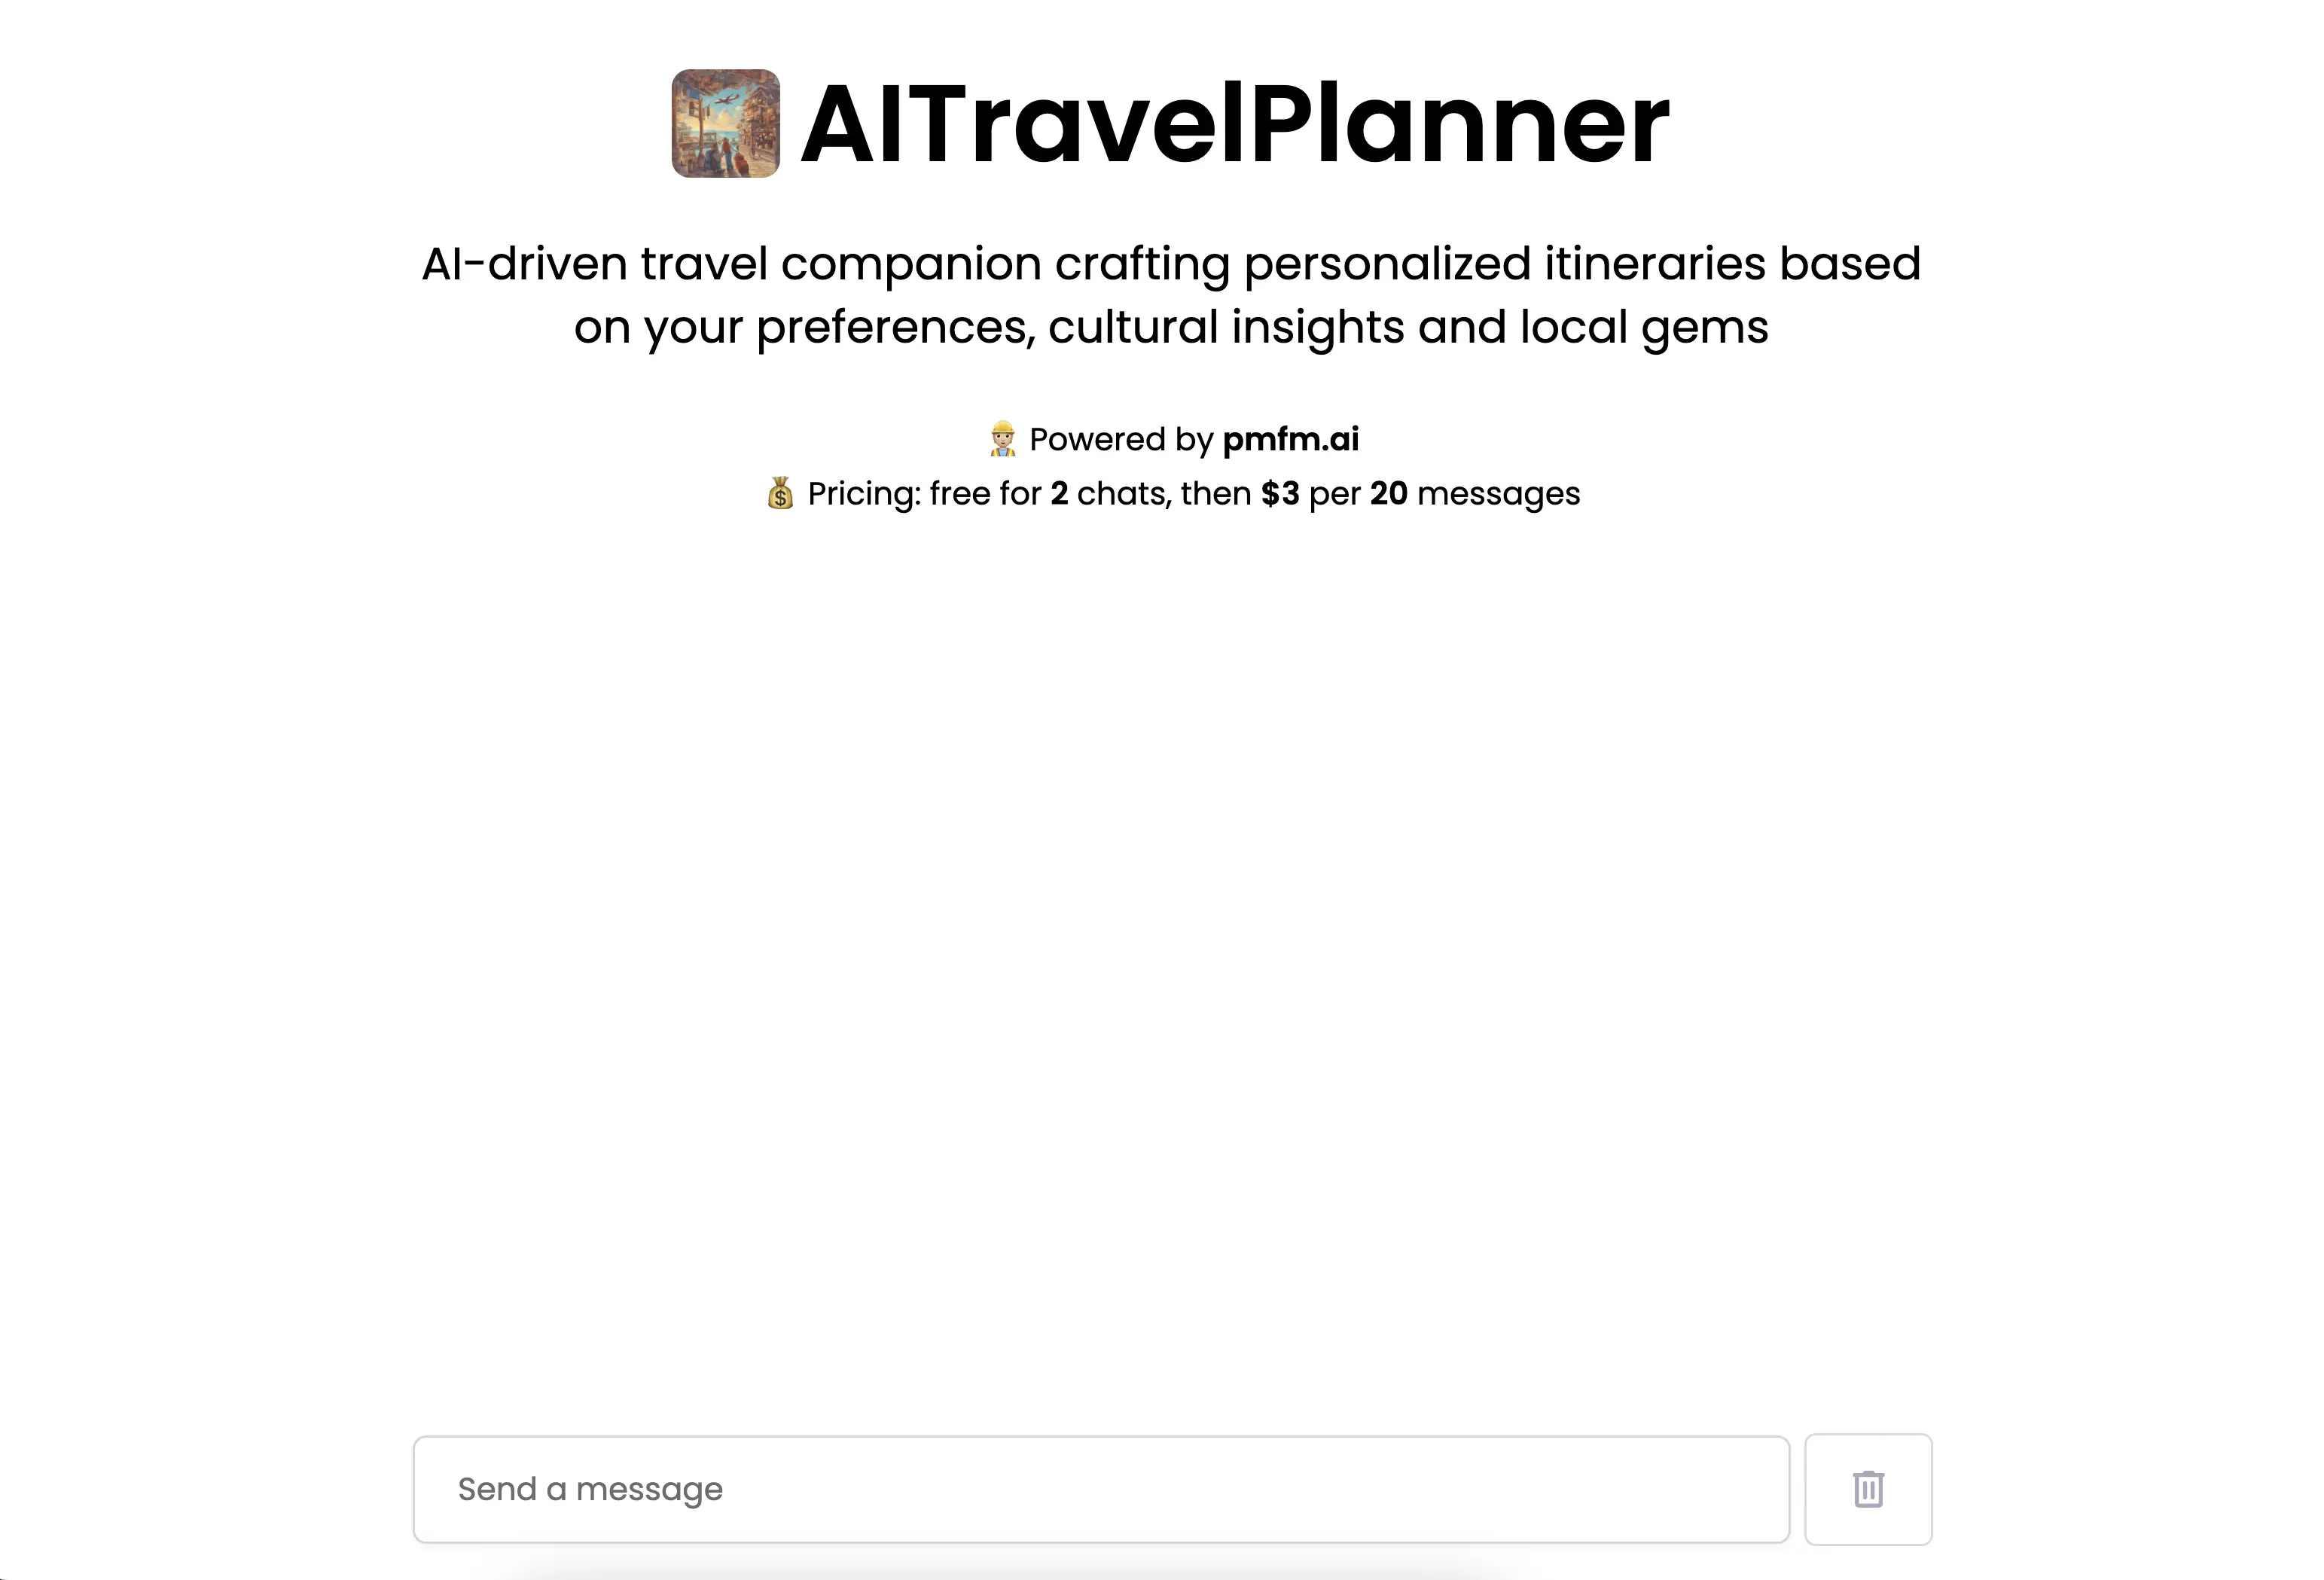 AITravelPlanner
AI-driven travel companion crafting personalized itineraries based
on your preferences, cultural insights and local gems
👷🏼 Powered by pmfm.ai
💰 Pricing: free for 2 chats, then $3 per 20 messages
Send a message